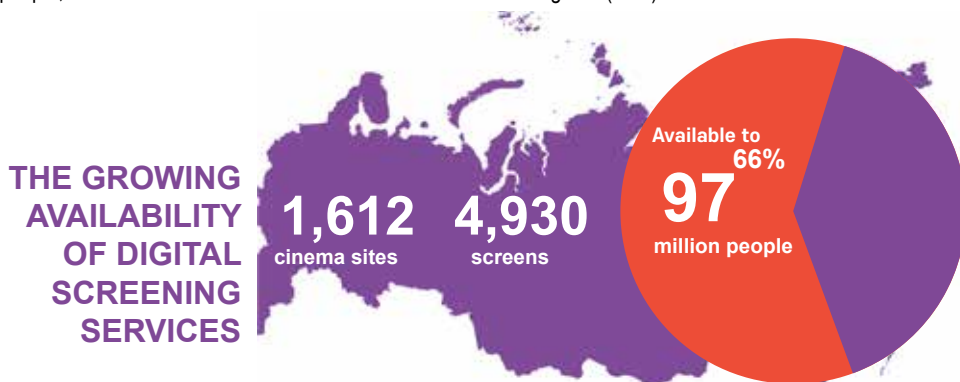 THE GROWING
AVAILABILITY
OF DIGITAL
SCREENING
SERVICES
1,612
cinema sites
4,930
screens
Available to
66%
97
million people